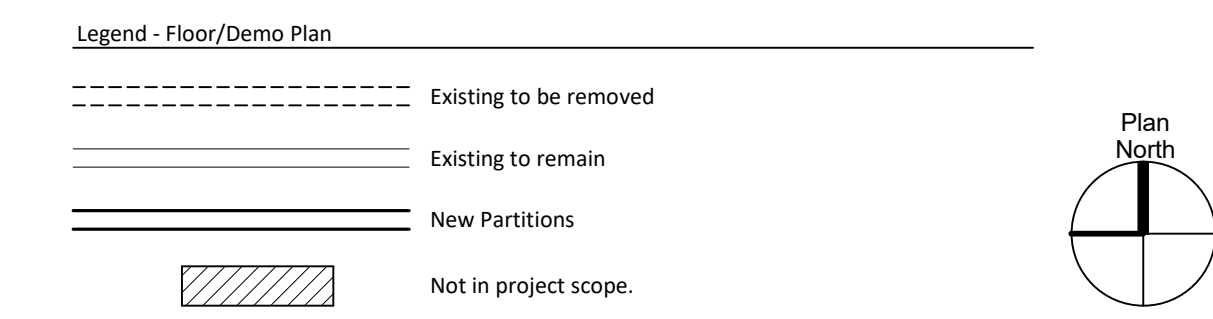 Legend - Floor/Demo Plan
Existing to be removed
Existing to remain
New Partitions
Not in project scope.
Plan
North